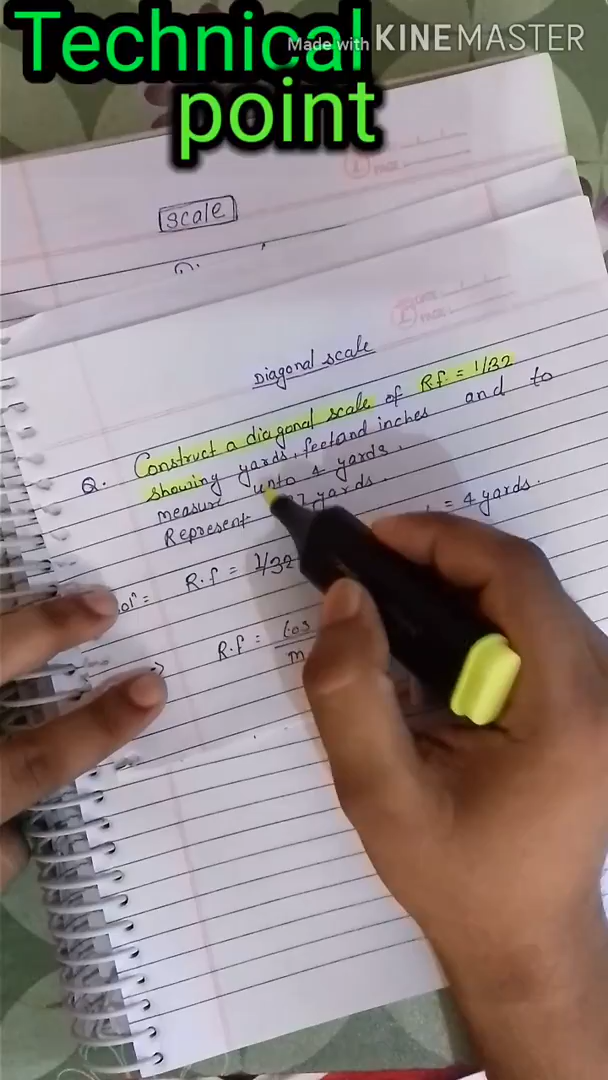 Technical
point
Made with KINEMASTER
scale
Diagonal scale
Q. Construct a diagonal scale of R.f. = 1/32
showing yards, feet and inches and to
measure upto 4 yards.
Represent yards.
= 4 yards.
R.f = 1/32
R.f = Los
m